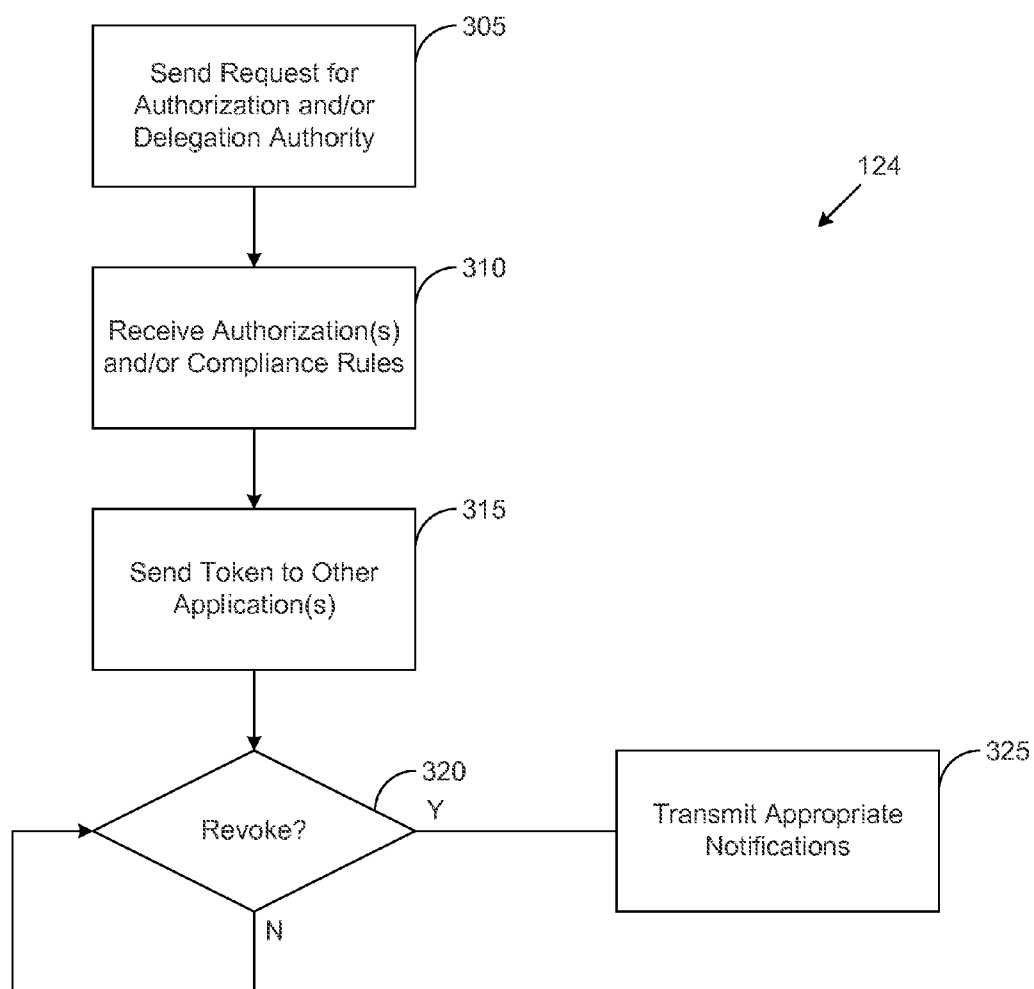 305
Send Request for
Authorization and/or
Delegation Authority
124
310
Receive Authorization(s)
and/or Compliance Rules
315
Send Token to Other
Application(s)
320
Revoke?
Y
N
325
Transmit Appropriate
Notifications